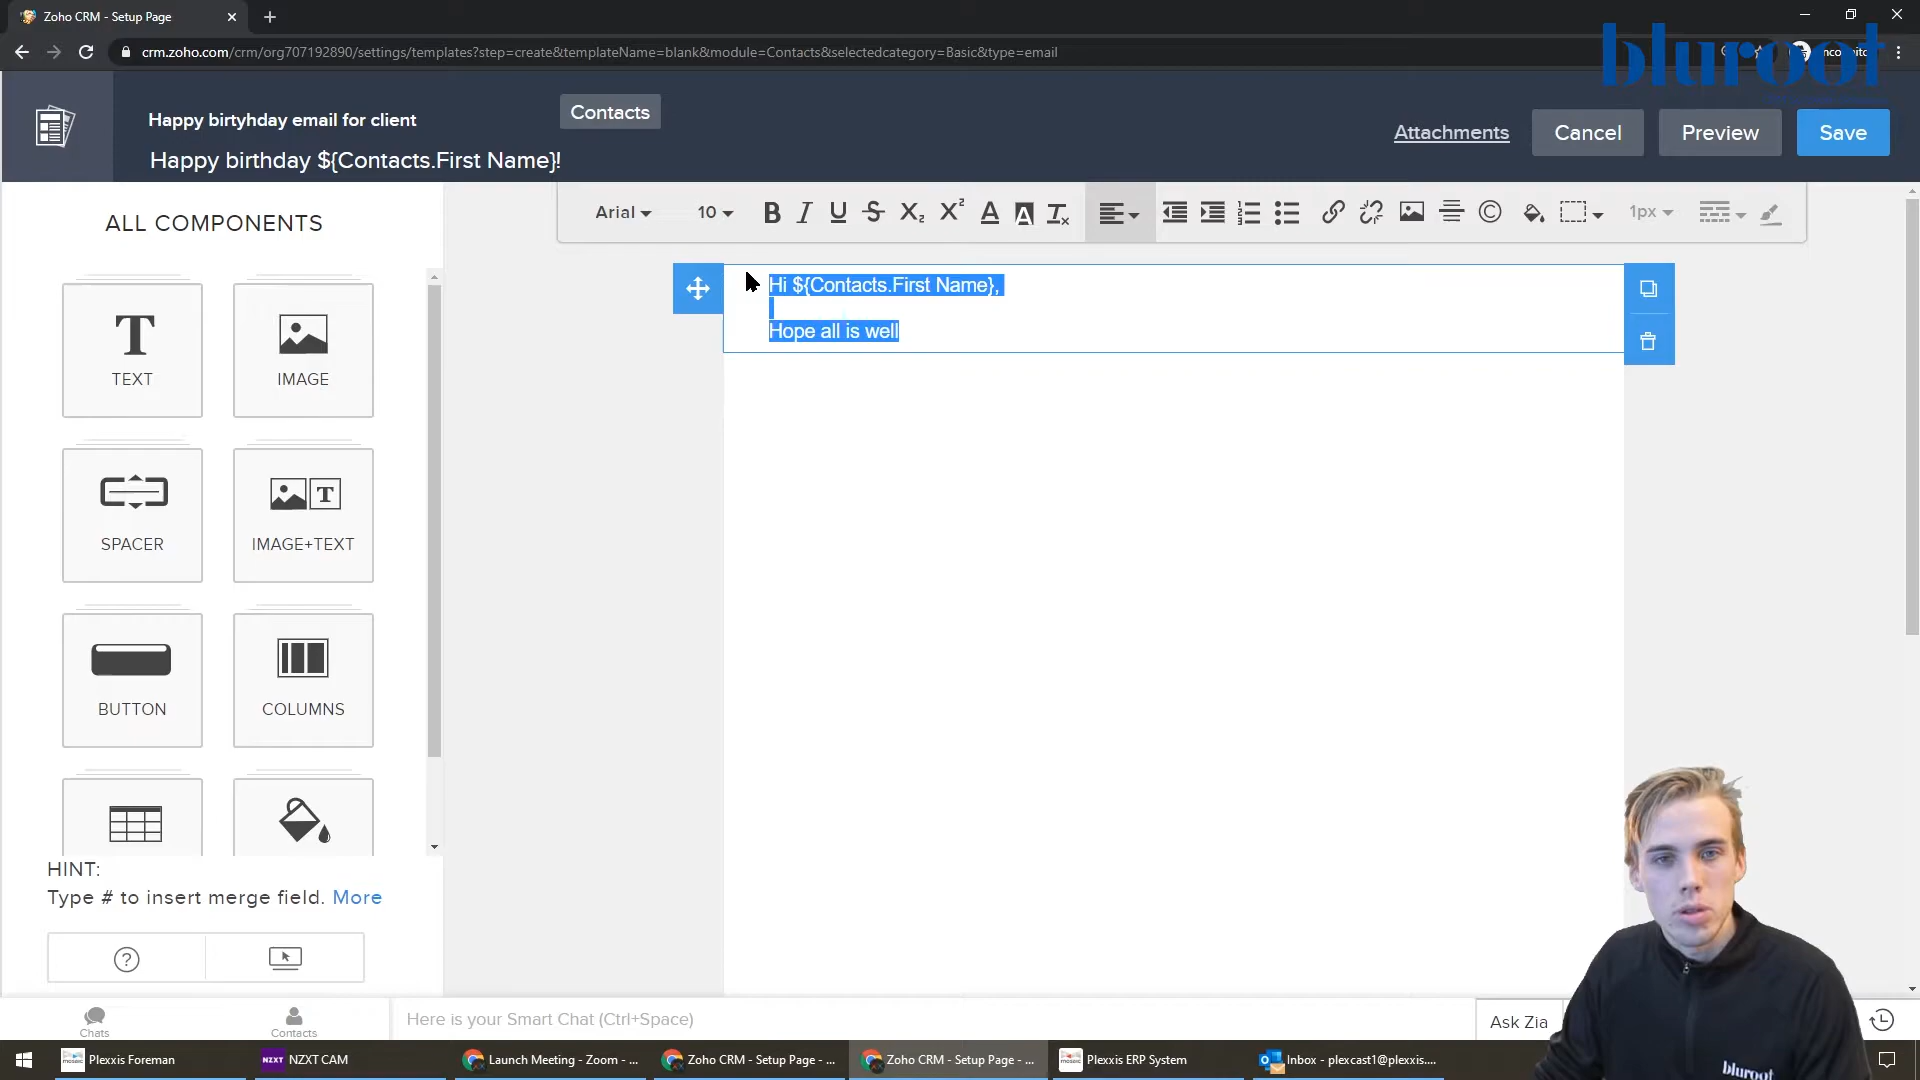 Zoho CRM - Setup Page
crm.zoho.com/crm/org707192890/settings/templates?step=create&templateName=blank&module=Contacts&selectedcategory=Basic&type=email
bluroot
Happy birtyhday email for client
Contacts
Happy birthday ${Contacts.First Name}!
Attachments
Cancel
Preview
Save
ALL COMPONENTS
Arial
10
1px
Hi ${Contacts.First Name},
Hope all is well
TEXT
IMAGE
SPACER
IMAGE+TEXT
BUTTON
COLUMNS
HINT:
Type # to insert merge field. More
Chats
Contacts
Here is your Smart Chat (Ctrl+Space)
Ask Zia
Plexxis Foreman
NZXT CAM
Launch Meeting - Zoom - ...
Zoho CRM - Setup Page - ...
Zoho CRM - Setup Page - ...
Plexxis ERP System
Inbox - plexcast1@plexxis....
bluroot